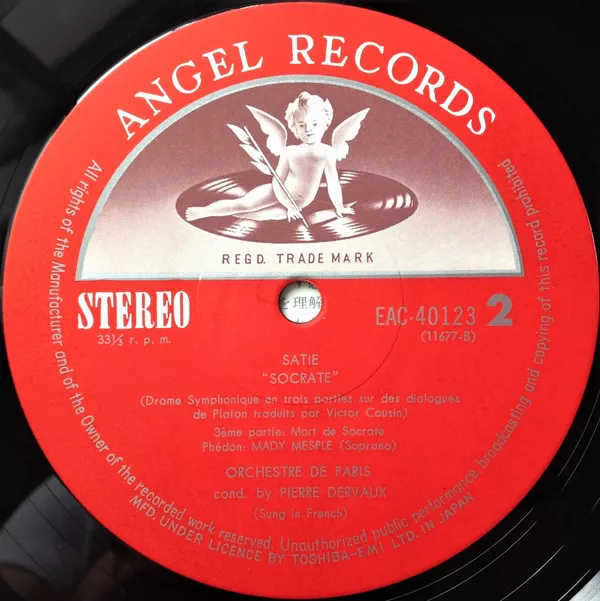 ANGEL RECORDS
REGD. TRADE MARK
STEREO
33⅓ r. p. m.
を理解
EAC-40123 2
(11677-B)
SATIE
"SOCRATE"
(Drame Symphonique en trois parties sur des dialogues
de Platon traduits par Victor Cousin)
3ème partie: Mort de Socrate
Phédon: MADY MESPLE (Soprano)
ORCHESTRE DE PARIS
cond. by PIERRE DERVAUX
(Sung in French)
All rights of the Manufacturer and of the Owner of the recorded work reserved. Unauthorized public performance, broadcasting and copying of this record prohibited
MFD. UNDER LICENCE BY TOSHIBA-EMI LTD. IN JAPAN